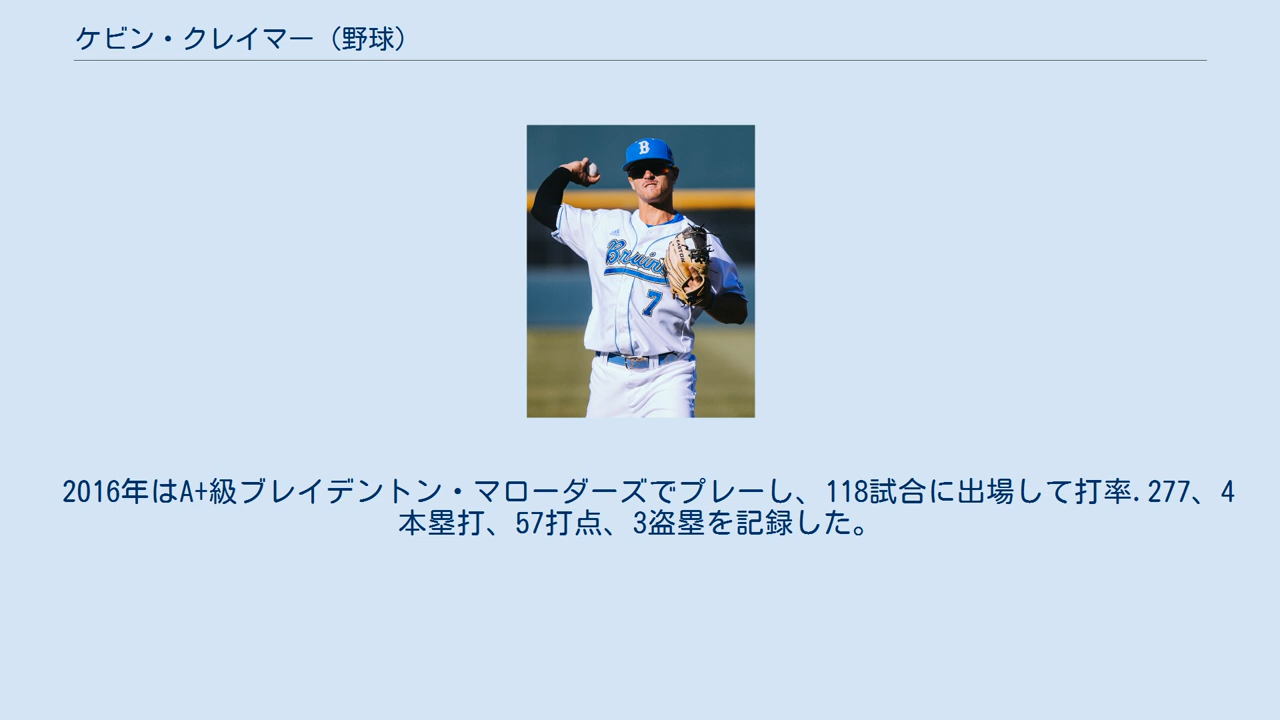 ケビン・クレイマー（野球）
B
Bruin
7
2016年はA+級ブレイデントン・マローダーズでプレーし、118試合に出場して打率.277、4
本塁打、57打点、3盗塁を記録した。